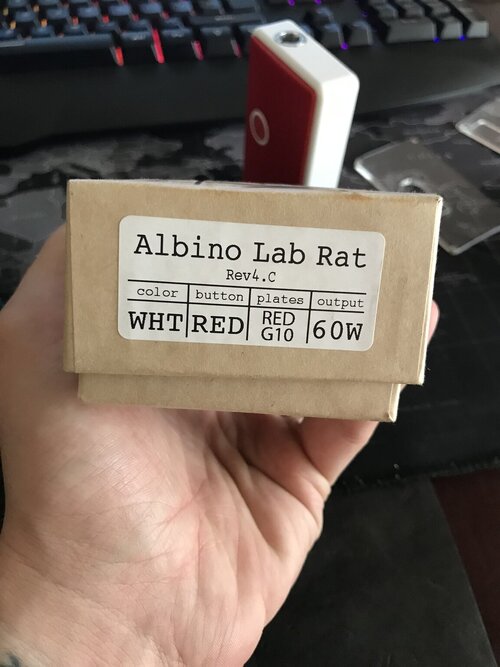 Albino Lab Rat
Rev4.C
color button plates output
WHT RED RED G10 60W